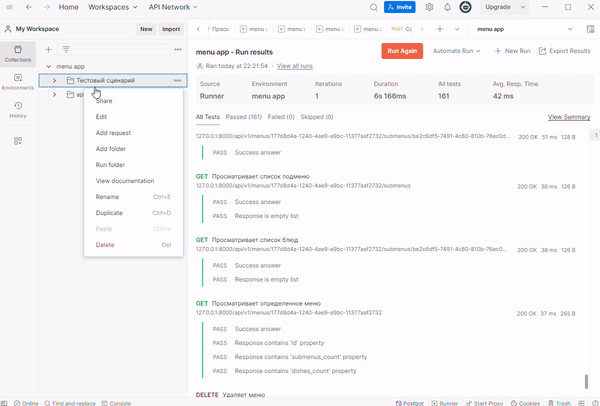 Home Workspaces API Network Invite Upgrade
My Workspace New Import
menu menu menu menu POST menu app
Collections
Environments
History
menu app
Тестовый сценарий
Share
Edit
Add request
Add folder
Run folder
View documentation
Rename Ctrl+E
Duplicate Ctrl+D
Paste Ctrl+V
Delete Del
menu app - Run results
Run Again Automate Run + New Run Export Results
Ran today at 22:21:54 · View all runs
Source Environment Iterations Duration All tests Avg. Resp. Time
Runner menu app 1 6s 166ms 161 42 ms
All Tests Passed (161) Failed (0) Skipped (0) View Summary
127.0.0.1:8000/api/v1/menus/177d8d4a-1240-4ae9-a9bc-11377aaf2732/submenus/be2c6df5-7491-4c80-810b-76ec0d... 200 OK 51 ms 128 B
1
PASS Success answer
GET Просматривает список подменю
127.0.0.1:8000/api/v1/menus/177d8d4a-1240-4ae9-a9bc-11377aaf2732/submenus 200 OK 36 ms 126 B
PASS Success answer
PASS Response is empty list
GET Просматривает список блюд
127.0.0.1:8000/api/v1/menus/177d8d4a-1240-4ae9-a9bc-11377aaf2732/submenus/be2c6df5-7491-4c80-810b-76ec0... 200 OK 38 ms 126 B
PASS Success answer
PASS Response is empty list
GET Просматривает определенное меню
127.0.0.1:8000/api/v1/menus/177d8d4a-1240-4ae9-a9bc-11377aaf2732 200 OK 37 ms 265 B
PASS Success answer
PASS Response contains 'id' property
PASS Response contains 'submenus_count' property
PASS Response contains 'dishes_count' property
DELETE Удаляет меню
Online Find and replace Console Postbot Runner Start Proxy Cookies Trash